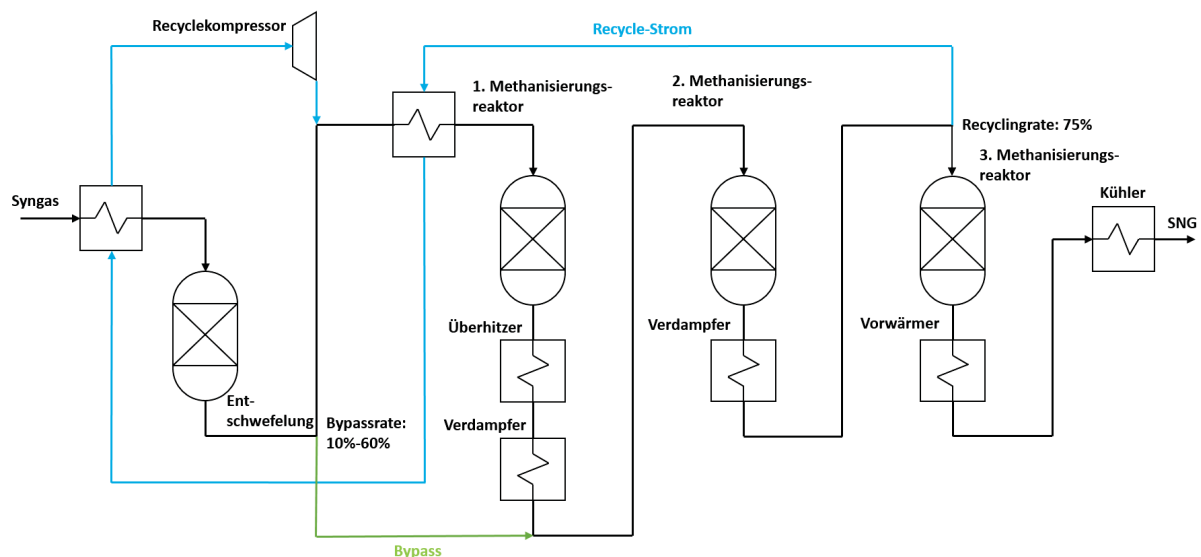 Recyclekompressor
Recycle-Strom
1. Methanisierungs-
reaktor
2. Methanisierungs-
reaktor
Recyclingrate: 75%
3. Methanisierungs-
reaktor
Kühler
Syngas
SNG
Überhitzer
Verdampfer
Vorwärmer
Ent-
schwefelung
Bypassrate:
10%-60%
Verdampfer
Bypass